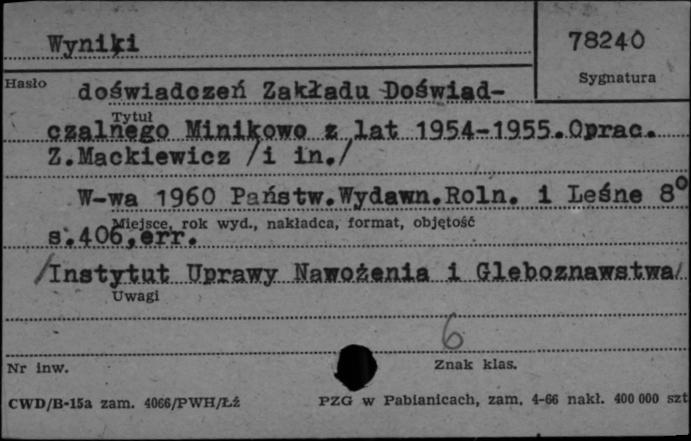 Wyniki
78240
Hasło
Sygnatura
doświadczeń Zakładu Doświad-
Tytuł
czalnego Minikowo z lat 1954-1955.Oprac.
Z.Mackiewicz /i in./
W-wa 1960 Państw.Wydawn.Roln. i Leśne 8°
Miejsce, rok wyd., nakładca, format, objętość
s.406,err.
/Instytut Uprawy Nawożenia i Gleboznawstwa/
Uwagi
6
Nr inw.
Znak klas.
CWD/B-15a zam. 4066/PWH/Łź
PZG w Pabianicach, zam. 4-66 nakł. 400 000 szt